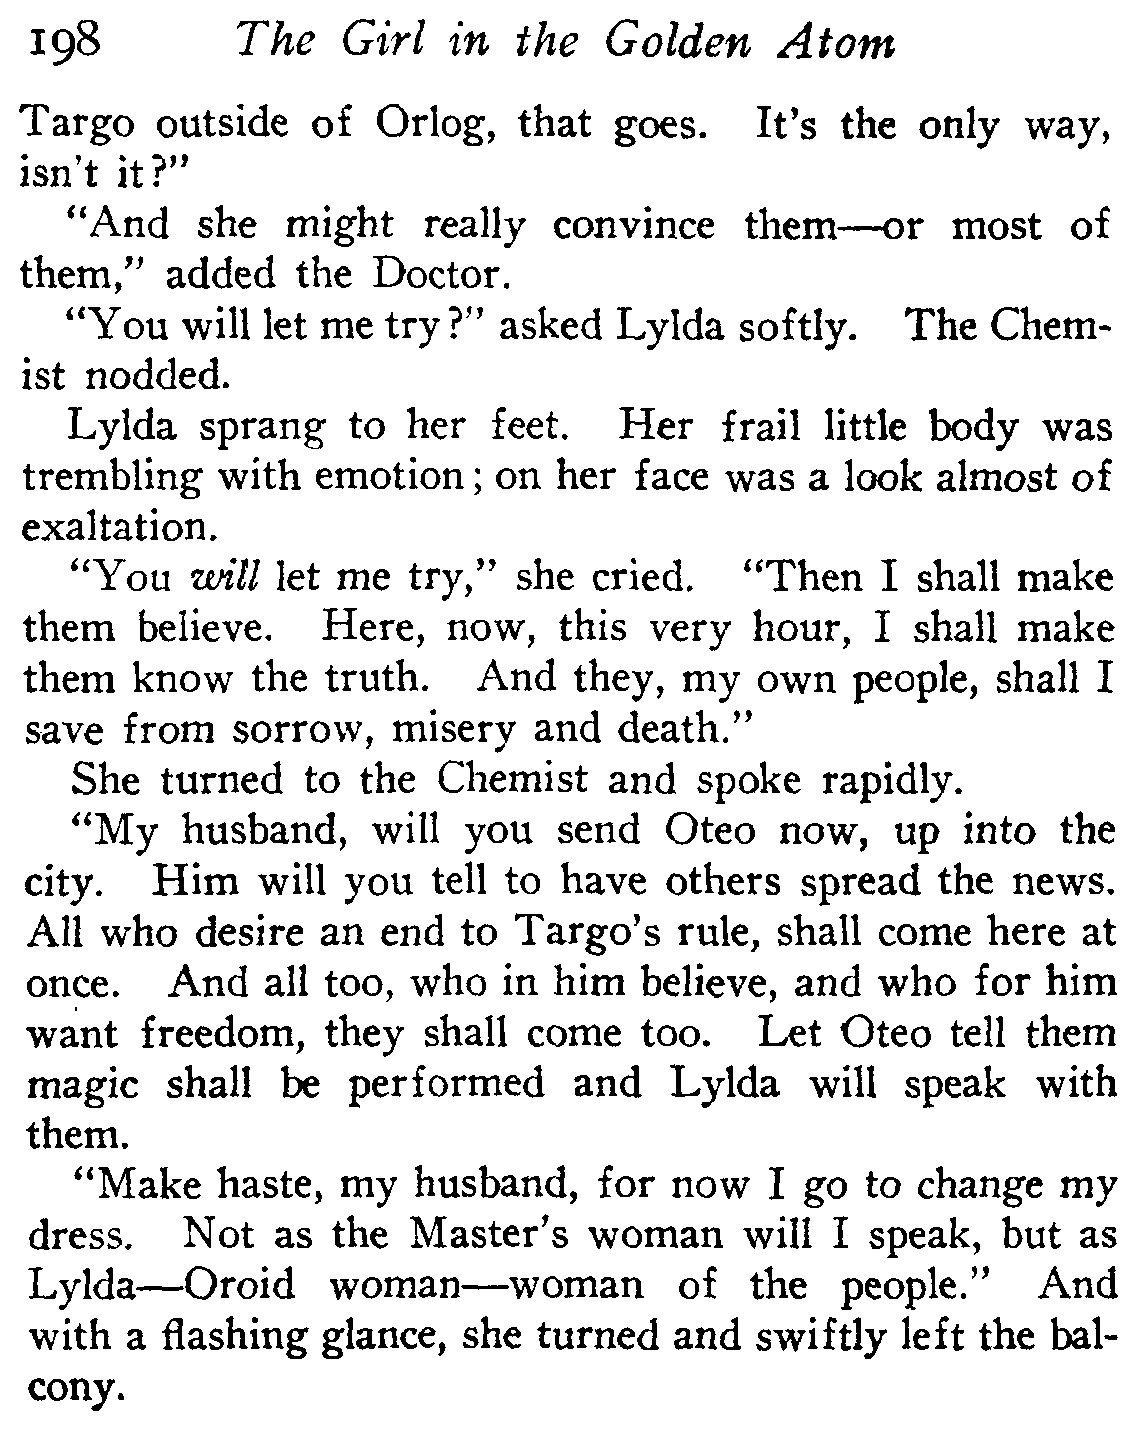 198 The Girl in the Golden Atom
Targo outside of Orlog, that goes. It's the only way,
isn't it?"
"And she might really convince them—or most of
them," added the Doctor.
"You will let me try?" asked Lylda softly. The Chem-
ist nodded.
Lylda sprang to her feet. Her frail little body was
trembling with emotion; on her face was a look almost of
exaltation.
"You will let me try," she cried. "Then I shall make
them believe. Here, now, this very hour, I shall make
them know the truth. And they, my own people, shall I
save from sorrow, misery and death."
She turned to the Chemist and spoke rapidly.
"My husband, will you send Oteo now, up into the
city. Him will you tell to have others spread the news.
All who desire an end to Targo's rule, shall come here at
once. And all too, who in him believe, and who for him
want freedom, they shall come too. Let Oteo tell them
magic shall be performed and Lylda will speak with
them.
"Make haste, my husband, for now I go to change my
dress. Not as the Master's woman will I speak, but as
Lylda—Oroid woman—woman of the people." And
with a flashing glance, she turned and swiftly left the bal-
cony.